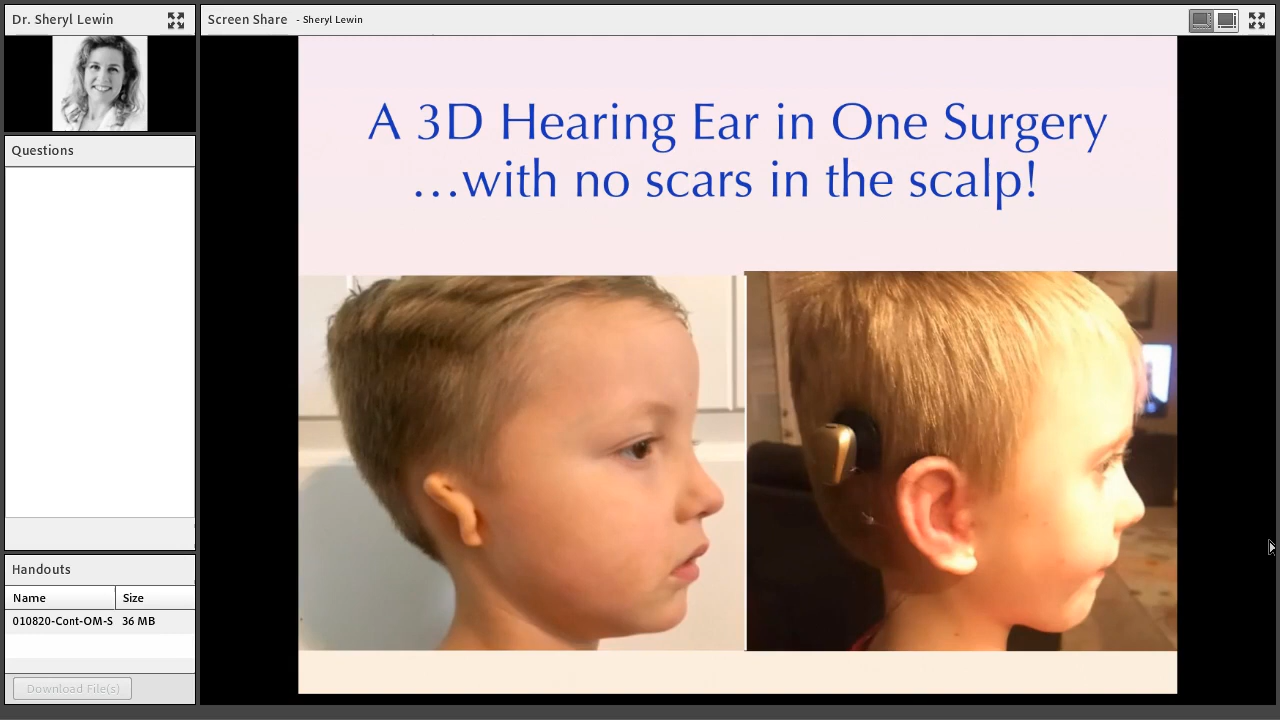 Dr. Sheryl Lewin
Screen Share - Sheryl Lewin
Questions
A 3D Hearing Ear in One Surgery
...with no scars in the scalp!
Handouts
Name Size
010820-Cont-OM-S 36 MB
Download File(s)